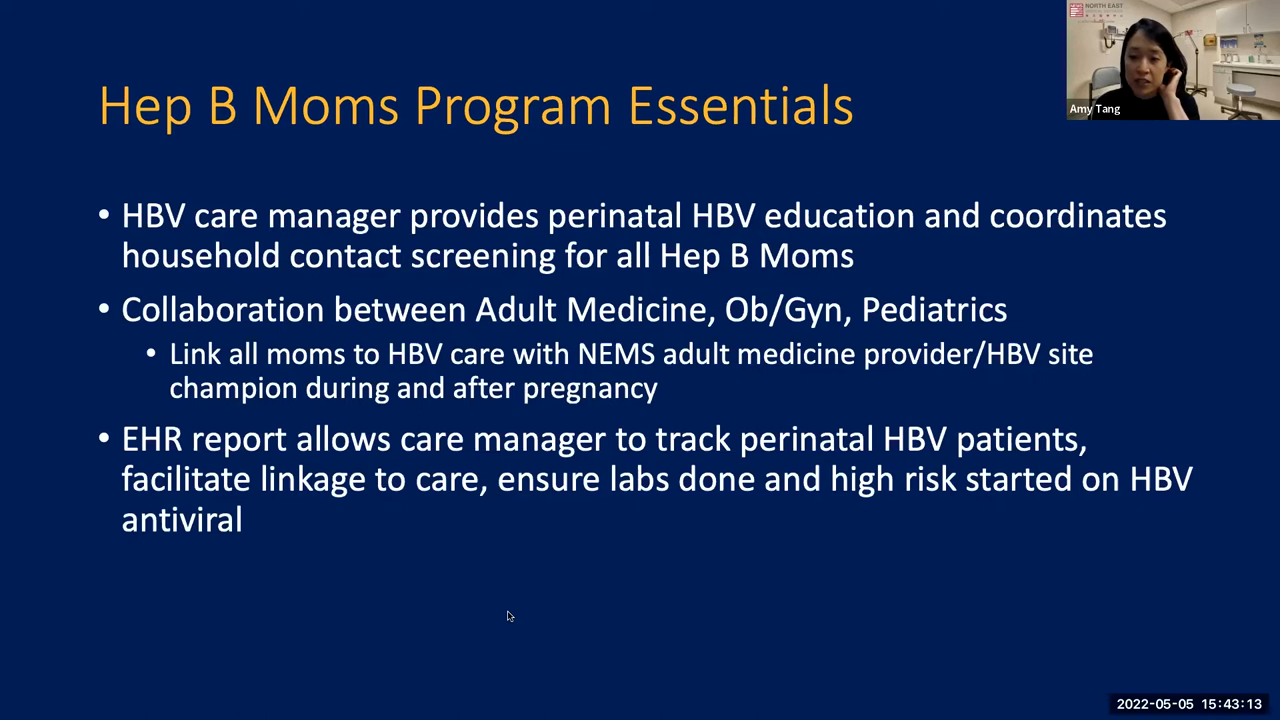 NORTH EAST
Amy Tang
Hep B Moms Program Essentials
• HBV care manager provides perinatal HBV education and coordinates
household contact screening for all Hep B Moms
• Collaboration between Adult Medicine, Ob/Gyn, Pediatrics
• Link all moms to HBV care with NEMS adult medicine provider/HBV site
champion during and after pregnancy
• EHR report allows care manager to track perinatal HBV patients,
facilitate linkage to care, ensure labs done and high risk started on HBV
antiviral
2022-05-05 15:43:13